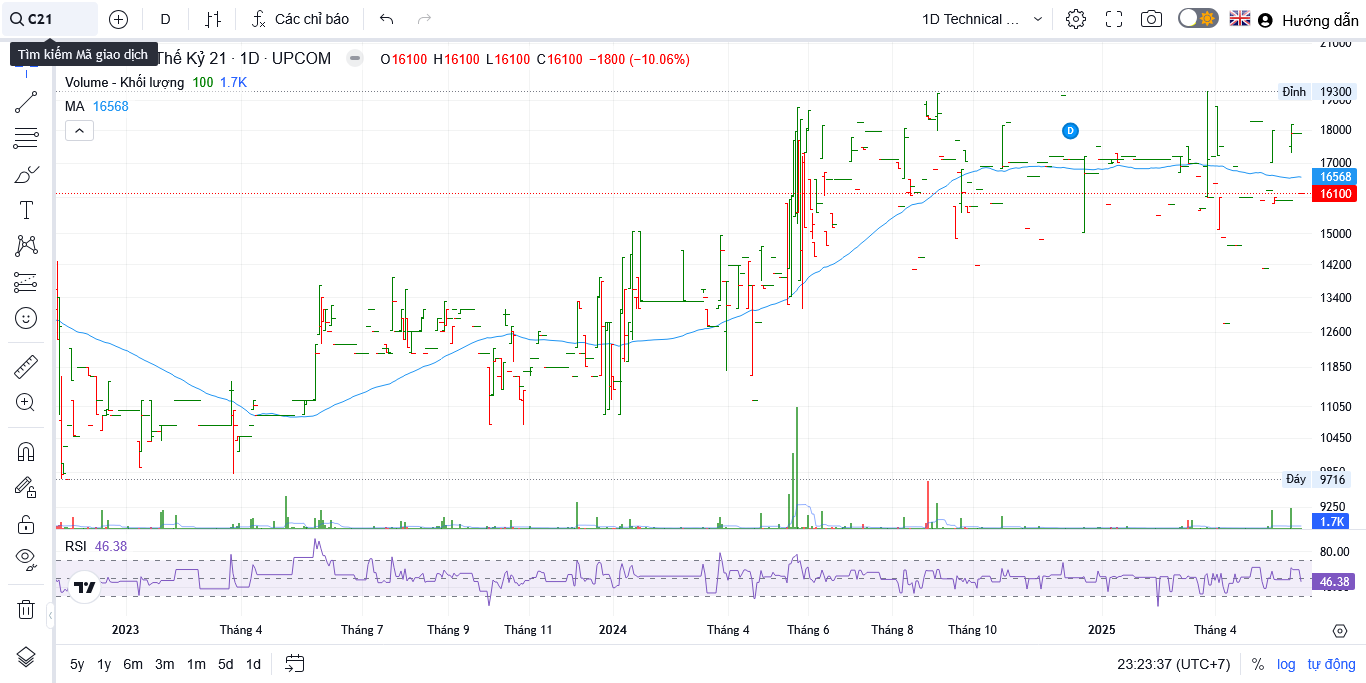 C21
D
Các chỉ báo
1D Technical ...
Hướng dẫn
Tìm kiếm Mã giao dịch
Thế Kỷ 21 · 1D · UPCOM
O16100 H16100 L16100 C16100 −1800 (−10.06%)
Volume - Khối lượng 100 1.7K
MA 16568
D
21000
Đỉnh 19300
19000
18000
17000
16568
16100
15000
14200
13400
12600
11850
11050
10450
9850
Đáy 9716
9250
1.7K
RSI 46.38
80.00
46.38
2023 Tháng 4 Tháng 7 Tháng 9 Tháng 11 2024 Tháng 4 Tháng 6 Tháng 8 Tháng 10 2025 Tháng 4
5y 1y 6m 3m 1m 5d 1d
23:23:37 (UTC+7) % log tự động